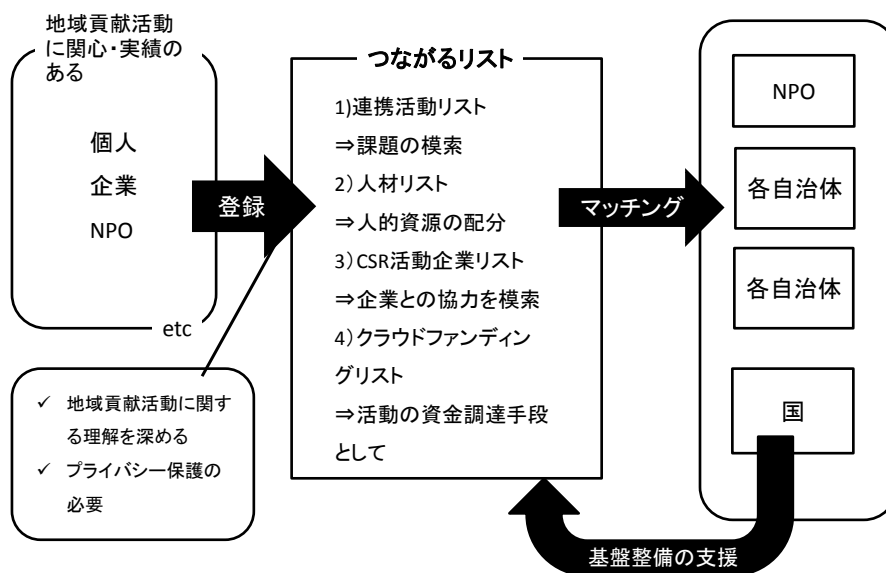 地域貢献活動
に関心・実績の
ある
個人
企業
NPO
etc
登録
✓ 地域貢献活動に関す
る理解を深める
✓ プライバシー保護の
必要
つながるリスト
1)連携活動リスト
⇒課題の模索
2)人材リスト
⇒人的資源の配分
3)CSR活動企業リスト
⇒企業との協力を模索
4)クラウドファンディン
グリスト
⇒活動の資金調達手段
として
マッチング
NPO
各自治体
各自治体
国
基盤整備の支援